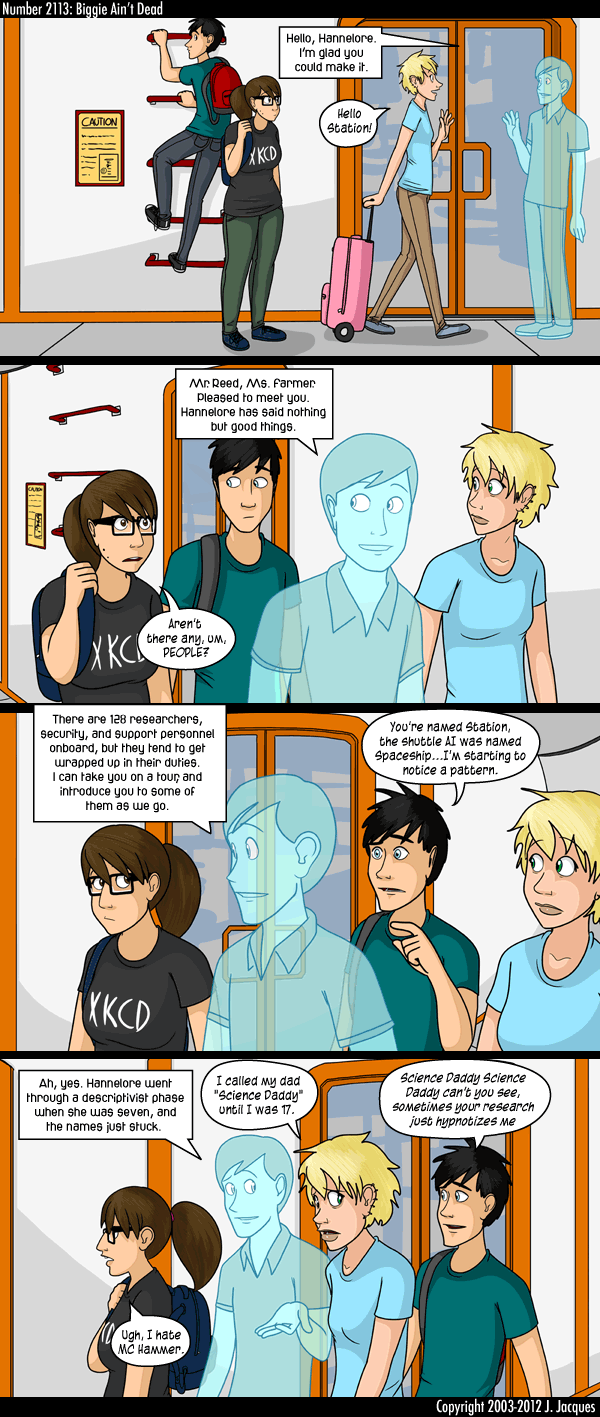 Number 2113: Biggie Ain't Dead
Hello, Hannelore.
I'm glad you
could make it.
Hello
Station!
CAUTION
XKCD
Mr. Reed, Ms. Farmer.
Pleased to meet you.
Hannelore has said nothing
but good things.
Aren't
there any, um,
PEOPLE?
CAUTION
XKCD
There are 128 researchers,
security, and support personnel
onboard, but they tend to get
wrapped up in their duties.
I can take you on a tour, and
introduce you to some of
them as we go.
You're named Station,
the shuttle AI was named
Spaceship...I'm starting to
notice a pattern.
XKCD
Ah, yes. Hannelore went
through a descriptivist phase
when she was seven, and
the names just stuck.
I called my dad
"Science Daddy"
until I was 17.
Science Daddy Science
Daddy can't you see,
sometimes your research
just hypnotizes me
Ugh, I hate
MC Hammer.
CD
Copyright 2003-2012 J. Jacques